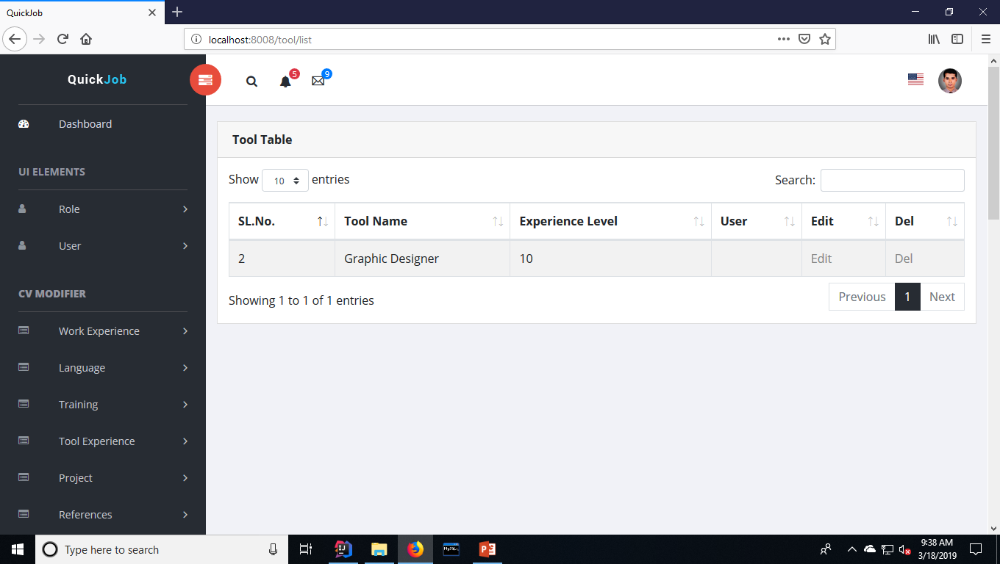 QuickJob
localhost:8008/tool/list
QuickJob
5
9
Dashboard
UI ELEMENTS
Role
User
CV MODIFIER
Work Experience
Language
Training
Tool Experience
Project
References
Tool Table
Show 10 entries
Search:
SL.No. Tool Name Experience Level User Edit Del
2 Graphic Designer 10 Edit Del
Showing 1 to 1 of 1 entries
Previous 1 Next
Type here to search
IJ
MySQL
P
9:38 AM
3/18/2019